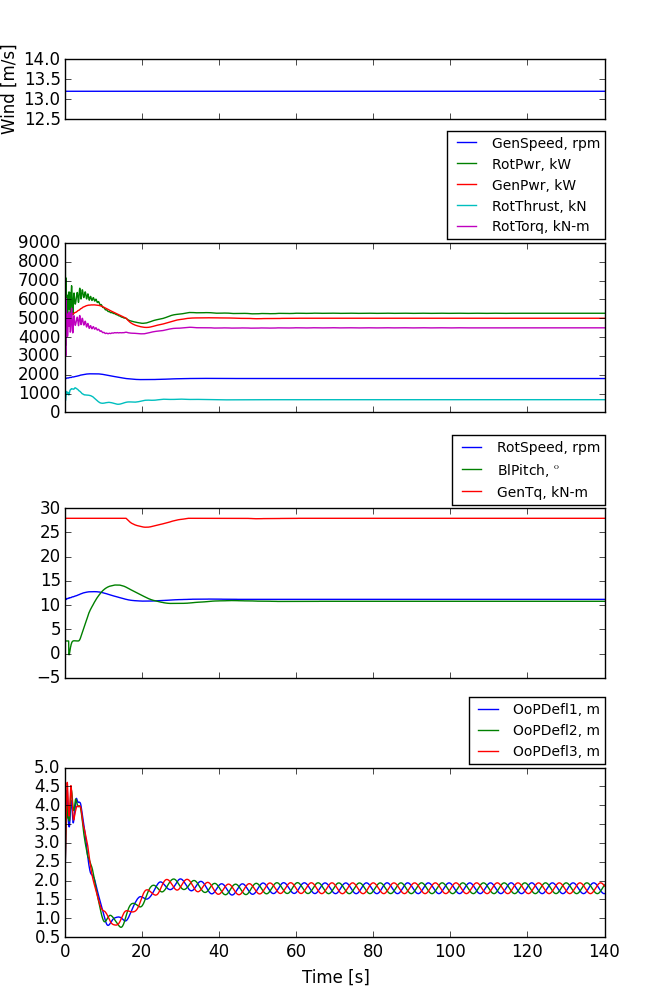 Wind [m/s]
14.0
13.5
13.0
12.5
GenSpeed, rpm
RotPwr, kW
GenPwr, kW
RotThrust, kN
RotTorq, kN-m
9000
8000
7000
6000
5000
4000
3000
2000
1000
0
RotSpeed, rpm
BlPitch, °
GenTq, kN-m
30
25
20
15
10
5
0
−5
OoPDefl1, m
OoPDefl2, m
OoPDefl3, m
5.0
4.5
4.0
3.5
3.0
2.5
2.0
1.5
1.0
0.5
0 20 40 60 80 100 120 140
Time [s]